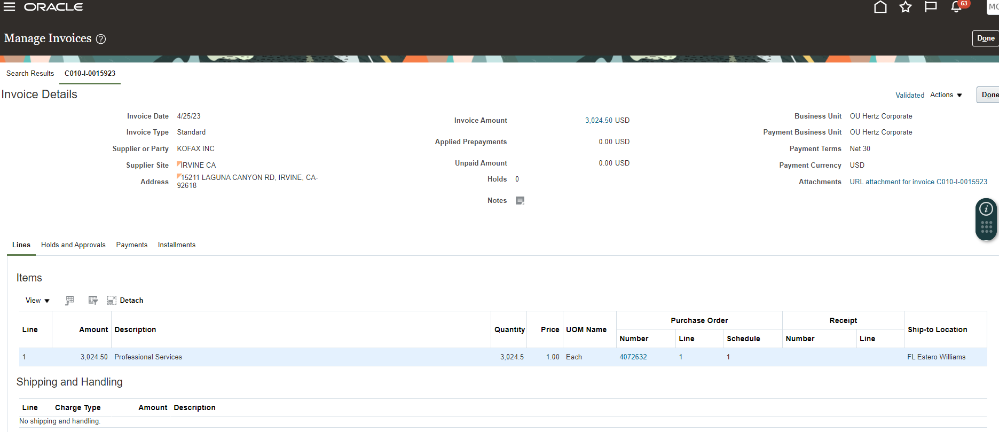 ORACLE
63
Manage Invoices ?
Done
Search Results C010-I-0015923
Invoice Details
Validated Actions
Done
Invoice Date 4/25/23
Invoice Type Standard
Supplier or Party KOFAX INC
Supplier Site IRVINE CA
Address 15211 LAGUNA CANYON RD, IRVINE, CA-
92618
Invoice Amount 3,024.50 USD
Applied Prepayments 0.00 USD
Unpaid Amount 0.00 USD
Holds 0
Notes
Business Unit OU Hertz Corporate
Payment Business Unit OU Hertz Corporate
Payment Terms Net 30
Payment Currency USD
Attachments URL attachment for invoice C010-I-0015923
i
Lines Holds and Approvals Payments Installments
Items
View Detach
Purchase Order Receipt
Line Amount Description Quantity Price UOM Name Ship-to Location
Number Line Schedule Number Line
1 3,024.50 Professional Services 3,024.5 1.00 Each 4072632 1 1 FL Estero Williams
Shipping and Handling
Line Charge Type Amount Description
No shipping and handling.